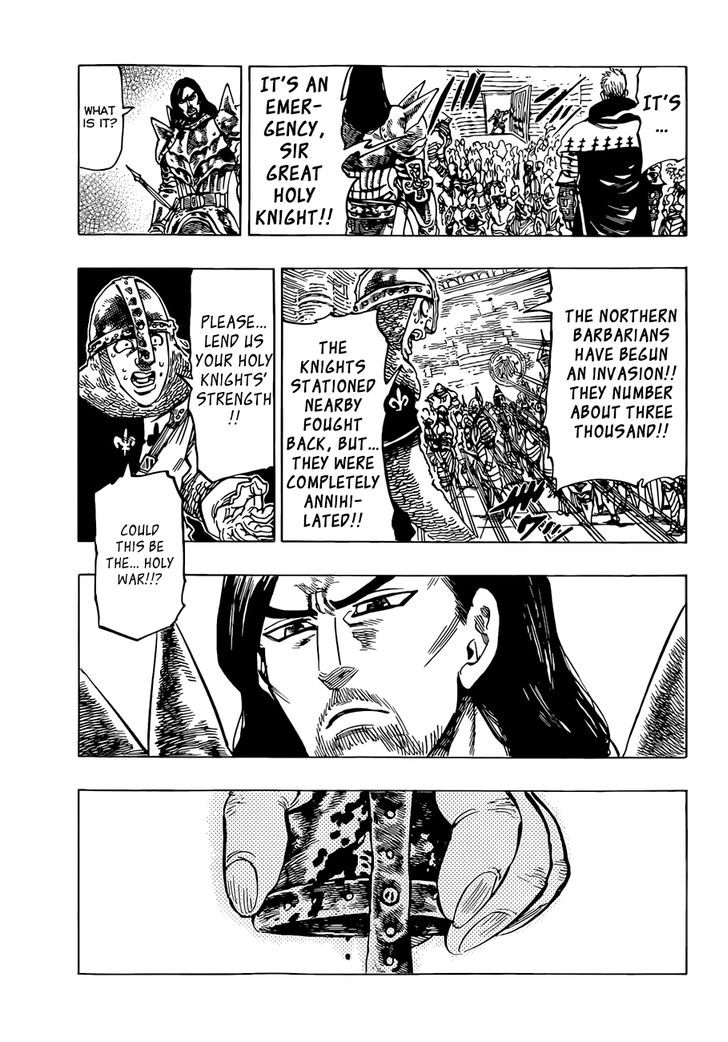 IT'S
...
IT'S AN
EMER-
GENCY,
SIR
GREAT
HOLY
KNIGHT!!
WHAT
IS IT?
THE NORTHERN
BARBARIANS
HAVE BEGUN
AN INVASION!!
THEY NUMBER
ABOUT THREE
THOUSAND!!
THE
KNIGHTS
STATIONED
NEARBY
FOUGHT
BACK, BUT...
THEY WERE
COMPLETELY
ANNIHI-
LATED!!
PLEASE...
LEND US
YOUR HOLY
KNIGHTS'
STRENGTH
!!
COULD
THIS BE
THE... HOLY
WAR!!?